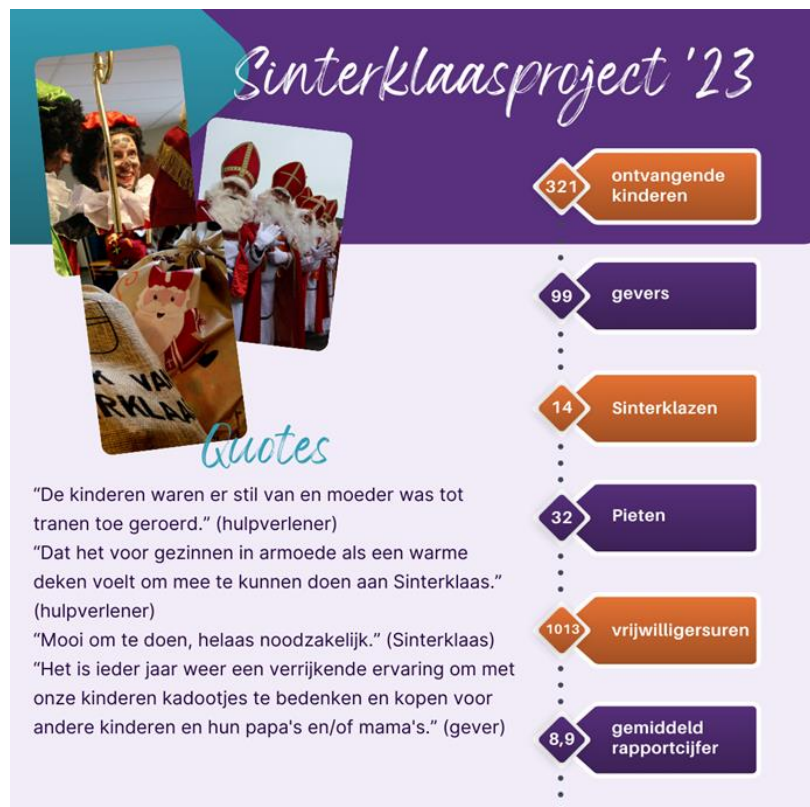 Sinterklaasproject '23
321
ontvangende
kinderen
99
gevers
14
Sinterklazen
32
Pieten
1013
vrijwilligersuren
8,9
gemiddeld
rapportcijfer
Quotes
“De kinderen waren er stil van en moeder was tot
tranen toe geroerd.” (hulpverlener)
“Dat het voor gezinnen in armoede als een warme
deken voelt om mee te kunnen doen aan Sinterklaas.”
(hulpverlener)
“Mooi om te doen, helaas noodzakelijk.” (Sinterklaas)
“Het is ieder jaar weer een verrijkende ervaring om met
onze kinderen kadootjes te bedenken en kopen voor
andere kinderen en hun papa's en/of mama's.” (gever)